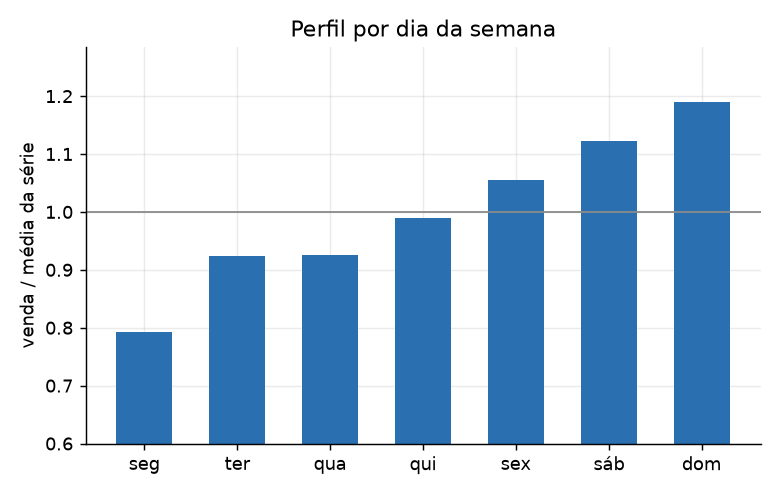 Perfil por dia da semana
venda / média da série
1.2
1.1
1.0
0.9
0.8
0.7
0.6
seg ter qua qui sex sáb dom